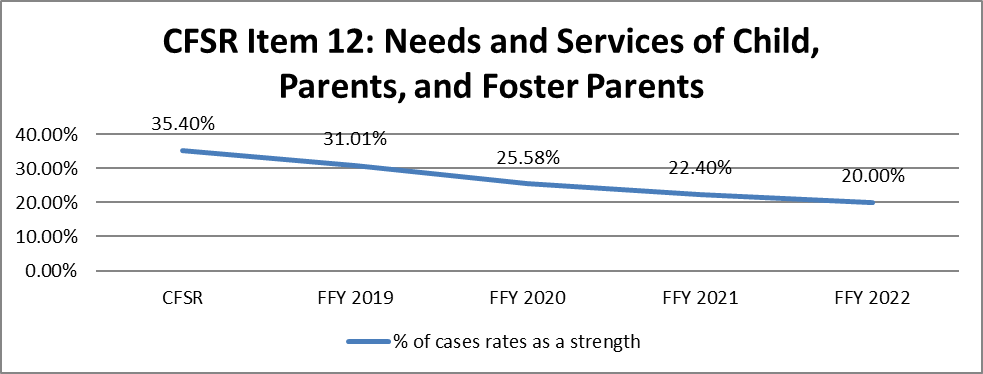 CFSR Item 12: Needs and Services of Child,
Parents, and Foster Parents
35.40%
31.01%
25.58%
22.40%
20.00%
40.00%
30.00%
20.00%
10.00%
0.00%
CFSR
FFY 2019
FFY 2020
FFY 2021
FFY 2022
% of cases rates as a strength